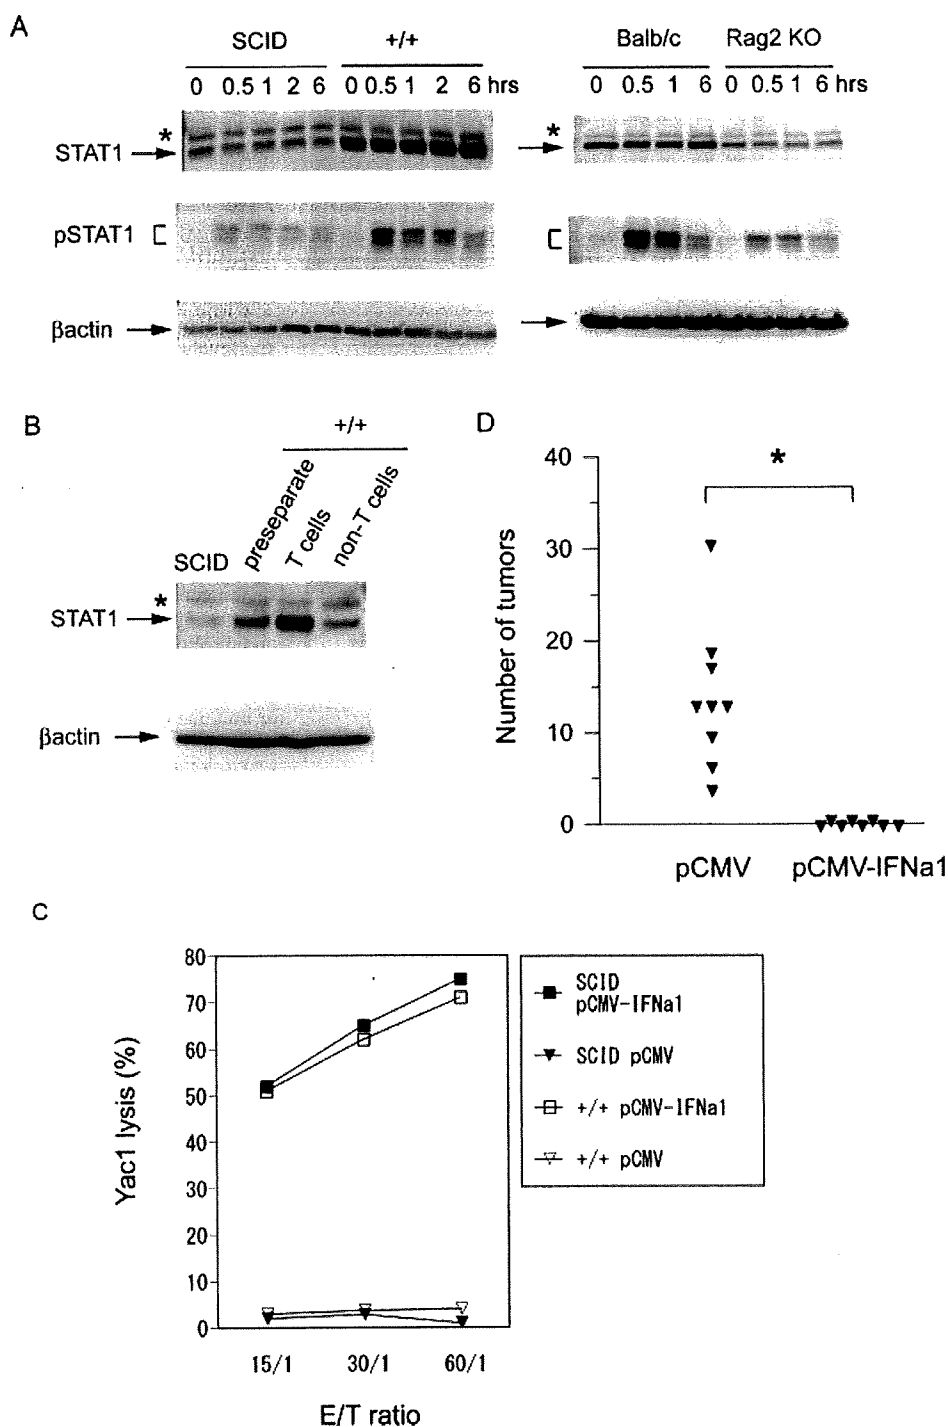 A
SCID +/+ Balb/c Rag2 KO
0 0.5 1 2 6 0 0.5 1 2 6 hrs 0 0.5 1 6 0 0.5 1 6 hrs
* *
STAT1
pSTAT1
βactin
B
+/+
SCID preseparate T cells non-T cells
*
STAT1
βactin
D
*
Number of tumors
40
30
20
10
0
pCMV pCMV-IFNa1
C
Yac1 lysis (%)
80
70
60
50
40
30
20
10
0
15/1 30/1 60/1
E/T ratio
SCID
pCMV-IFNa1
SCID pCMV
+/+ pCMV-IFNa1
+/+ pCMV